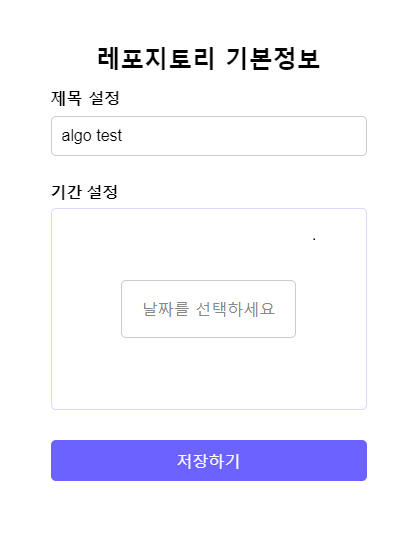 레포지토리 기본정보
제목 설정
algo test
기간 설정
.
날짜를 선택하세요
저장하기